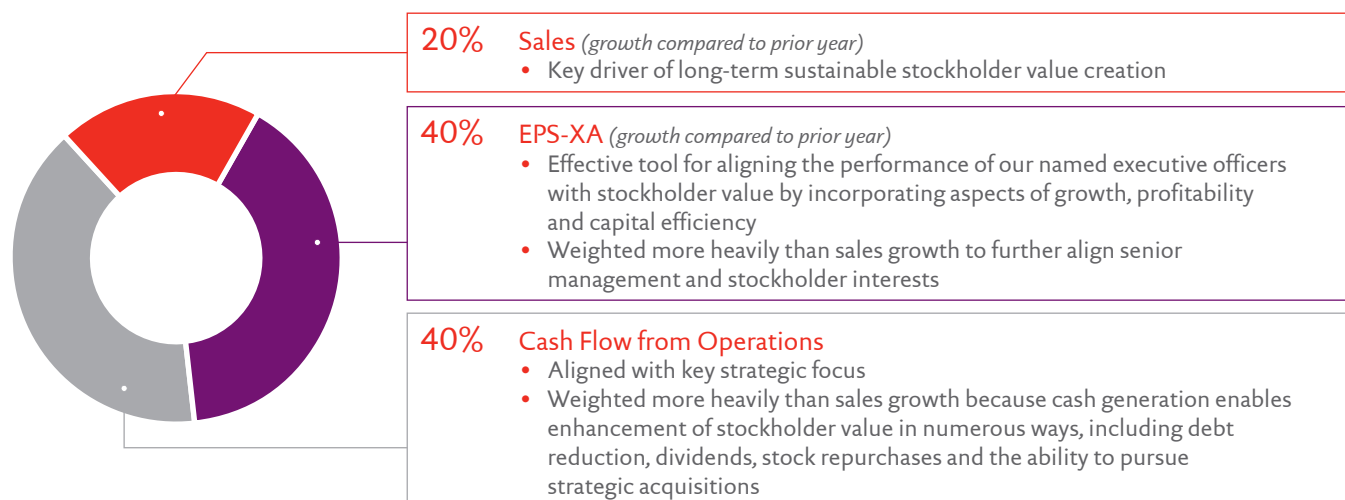 20% Sales (growth compared to prior year)
• Key driver of long-term sustainable stockholder value creation
40% EPS-XA (growth compared to prior year)
• Effective tool for aligning the performance of our named executive officers
with stockholder value by incorporating aspects of growth, profitability
and capital efficiency
• Weighted more heavily than sales growth to further align senior
management and stockholder interests
40% Cash Flow from Operations
• Aligned with key strategic focus
• Weighted more heavily than sales growth because cash generation enables
enhancement of stockholder value in numerous ways, including debt
reduction, dividends, stock repurchases and the ability to pursue
strategic acquisitions